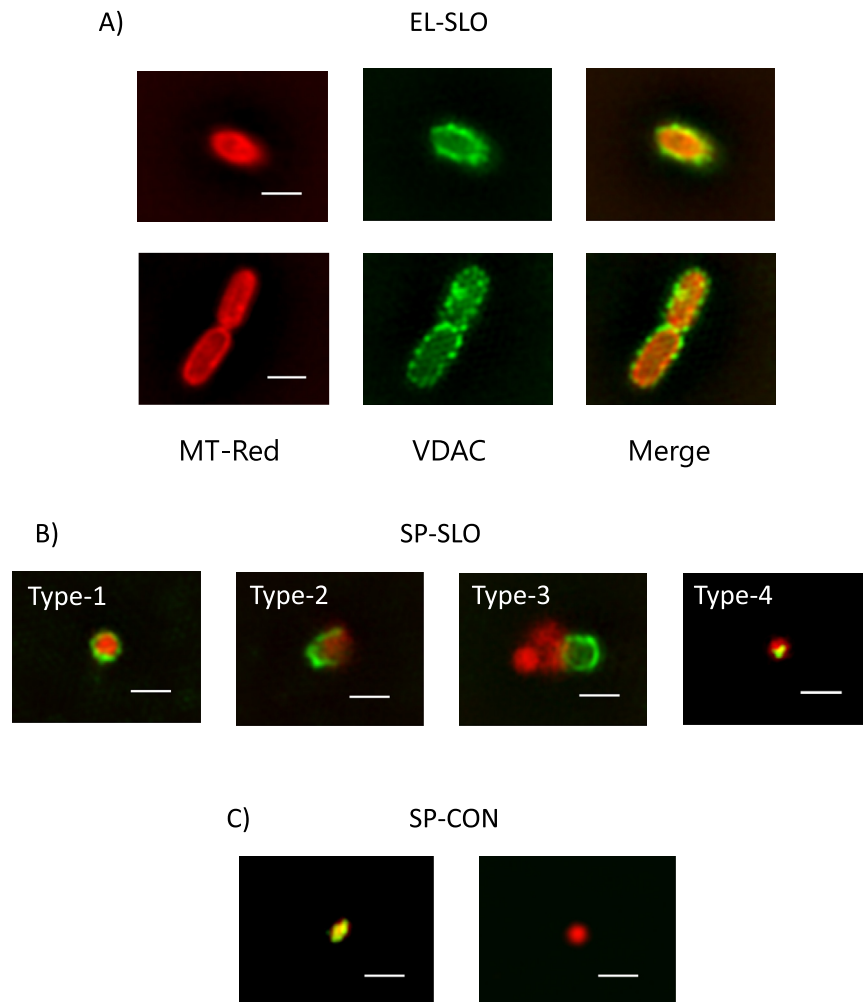 A) EL-SLO
MT-Red VDAC Merge
B) SP-SLO
Type-1 Type-2 Type-3 Type-4
C) SP-CON